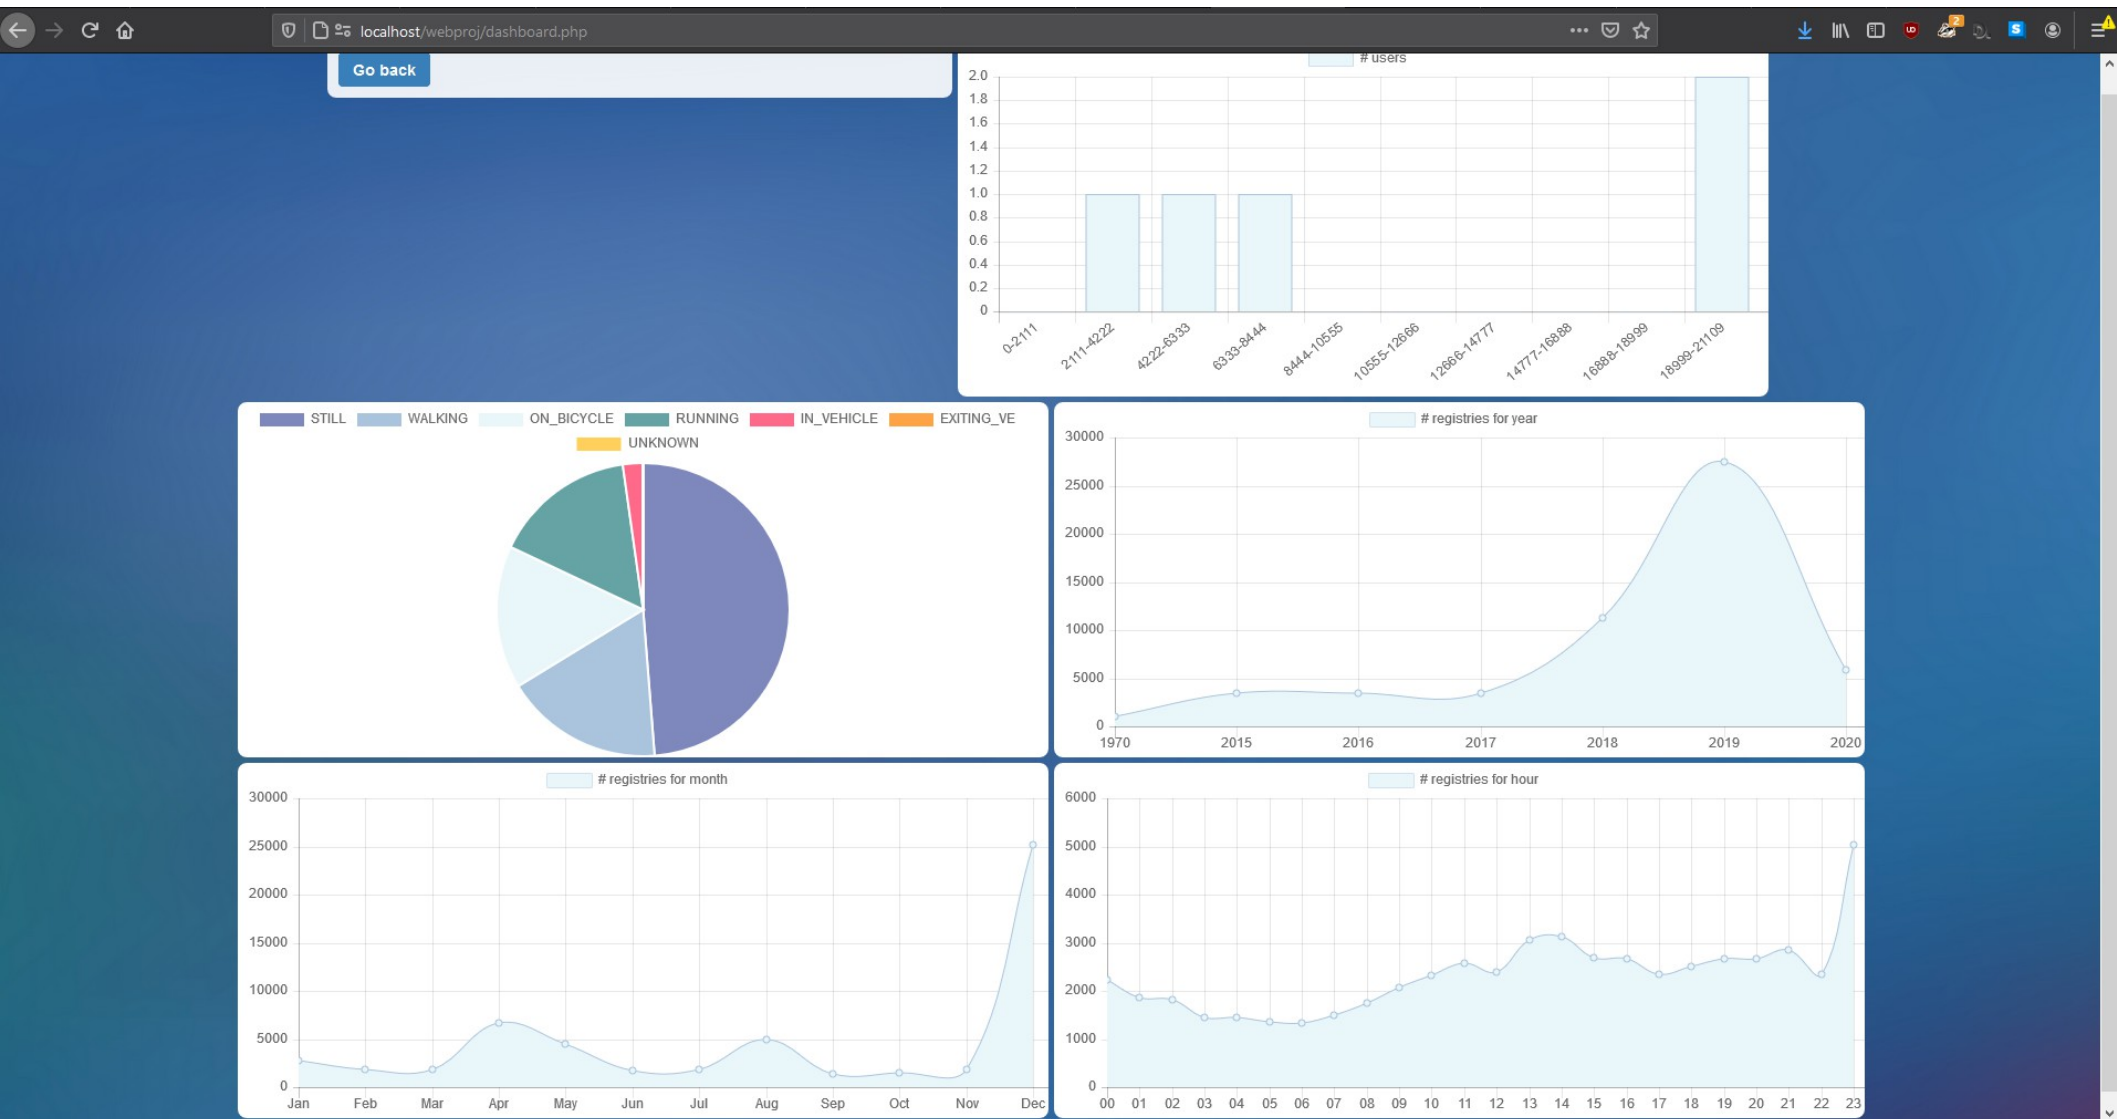 localhost/webproj/dashboard.php
2
Go back
# users
2.0
1.8
1.6
1.4
1.2
1.0
0.8
0.6
0.4
0.2
0
0-2111 2111-4222 4222-6333 6333-8444 8444-10555 10555-12666 12666-14777 14777-16888 16888-18999 18999-21109
STILL WALKING ON_BICYCLE RUNNING IN_VEHICLE EXITING_VE
UNKNOWN
# registries for year
30000
25000
20000
15000
10000
5000
0
1970 2015 2016 2017 2018 2019 2020
# registries for month
30000
25000
20000
15000
10000
5000
0
Jan Feb Mar Apr May Jun Jul Aug Sep Oct Nov Dec
# registries for hour
6000
5000
4000
3000
2000
1000
0
00 01 02 03 04 05 06 07 08 09 10 11 12 13 14 15 16 17 18 19 20 21 22 23